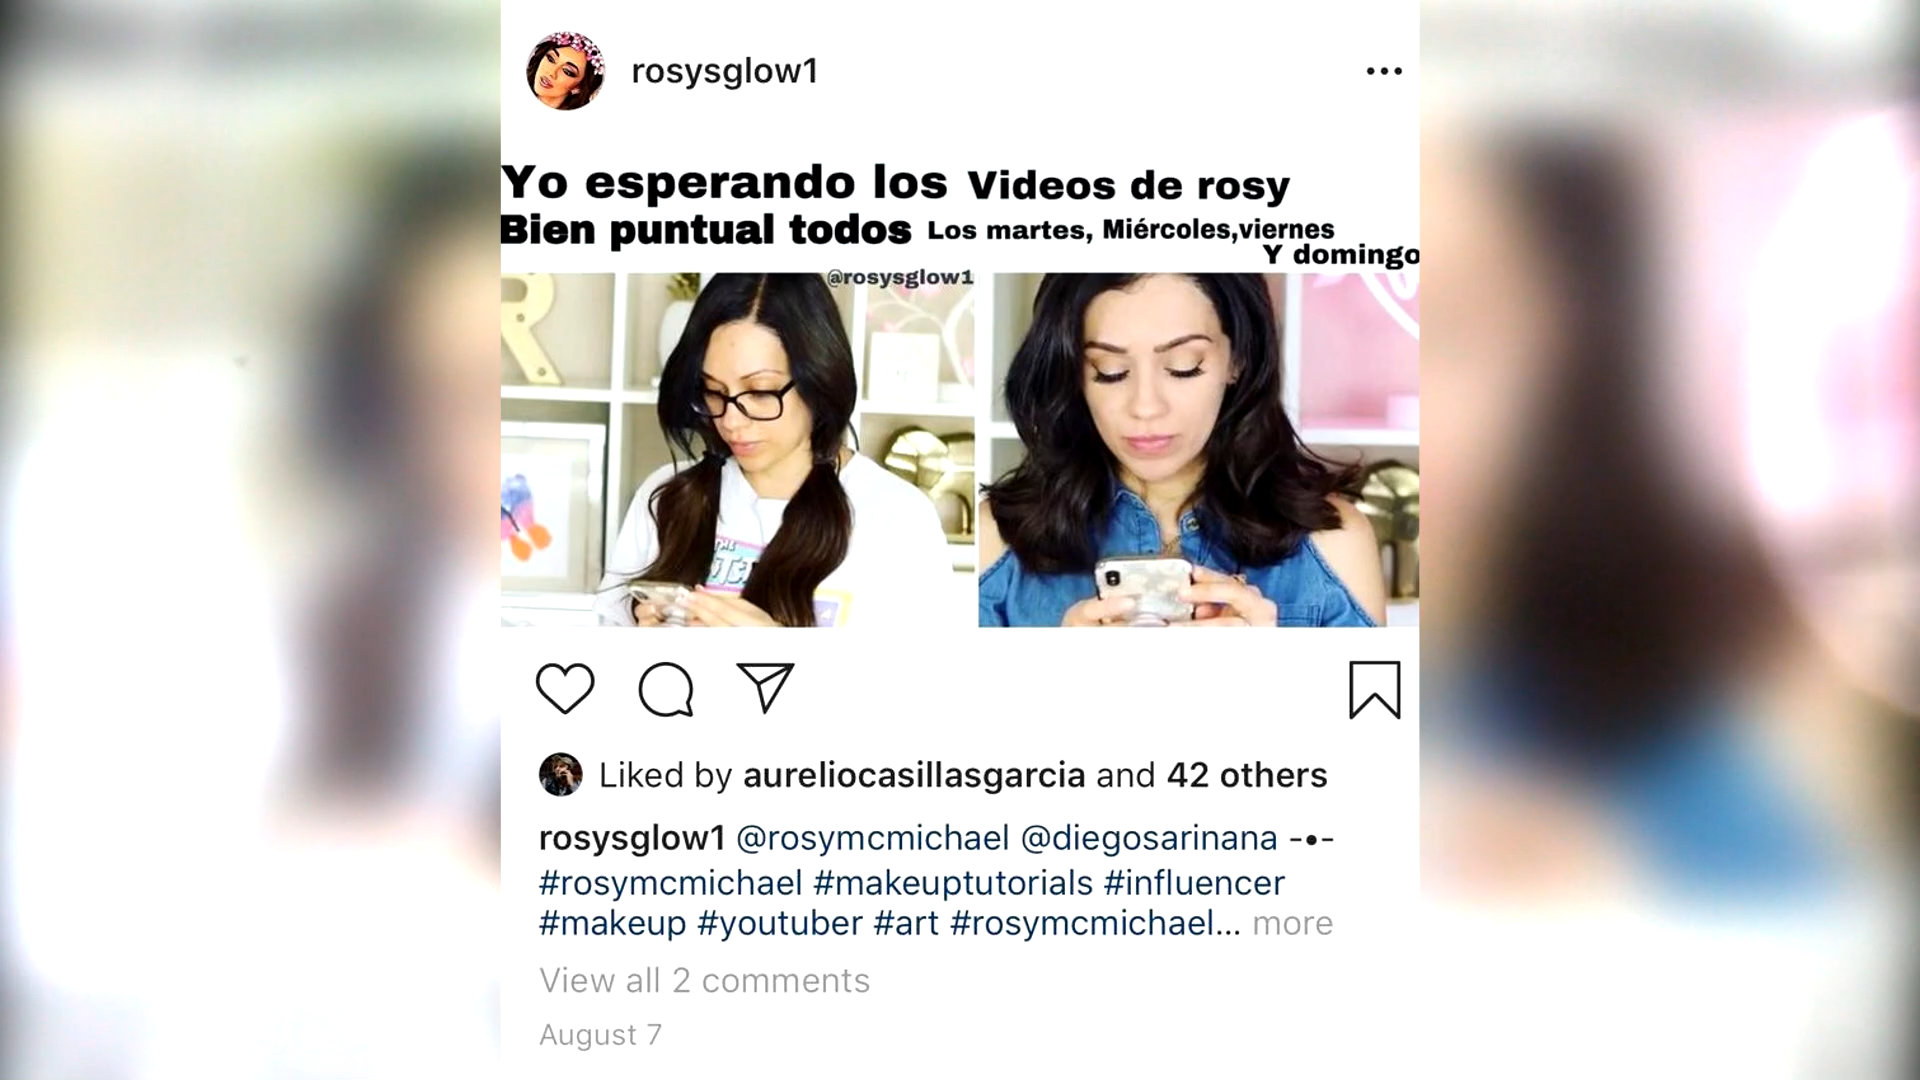 rosysglow1
Yo esperando los Videos de rosy
Bien puntual todos Los martes, Miércoles,viernes
Y domingo
@rosysglow1
R
THE
Liked by aureliocasillasgarcia and 42 others
rosysglow1 @rosymcmichael @diegosarinana -•-
#rosymcmichael #makeuptutorials #influencer
#makeup #youtuber #art #rosymcmichael... more
View all 2 comments
August 7